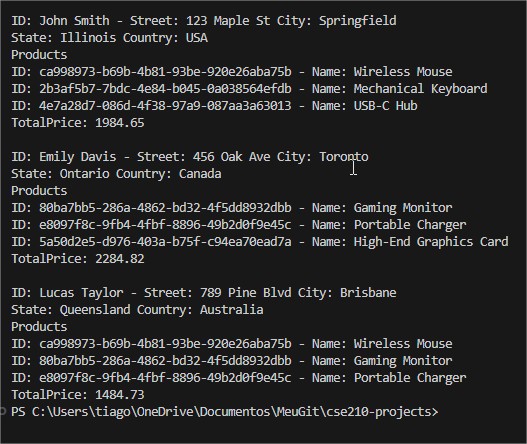 ID: John Smith - Street: 123 Maple St City: Springfield
State: Illinois Country: USA
Products
ID: ca998973-b69b-4b81-93be-920e26aba75b - Name: Wireless Mouse
ID: 2b3af5b7-7bdc-4e84-b045-0a038564efdb - Name: Mechanical Keyboard
ID: 4e7a28d7-086d-4f38-97a9-087aa3a63013 - Name: USB-C Hub
TotalPrice: 1984.65
ID: Emily Davis - Street: 456 Oak Ave City: Toronto
State: Ontario Country: Canada
Products
ID: 80ba7bb5-286a-4862-bd32-4f5dd8932dbb - Name: Gaming Monitor
ID: e8097f8c-9fb4-4fbf-8896-49b2d0f9e45c - Name: Portable Charger
ID: 5a50d2e5-d976-403a-b75f-c94ea70ead7a - Name: High-End Graphics Card
TotalPrice: 2284.82
ID: Lucas Taylor - Street: 789 Pine Blvd City: Brisbane
State: Queensland Country: Australia
Products
ID: ca998973-b69b-4b81-93be-920e26aba75b - Name: Wireless Mouse
ID: 80ba7bb5-286a-4862-bd32-4f5dd8932dbb - Name: Gaming Monitor
ID: e8097f8c-9fb4-4fbf-8896-49b2d0f9e45c - Name: Portable Charger
TotalPrice: 1484.73
PS C:\Users\tiago\OneDrive\Documentos\MeuGit\cse210-projects>